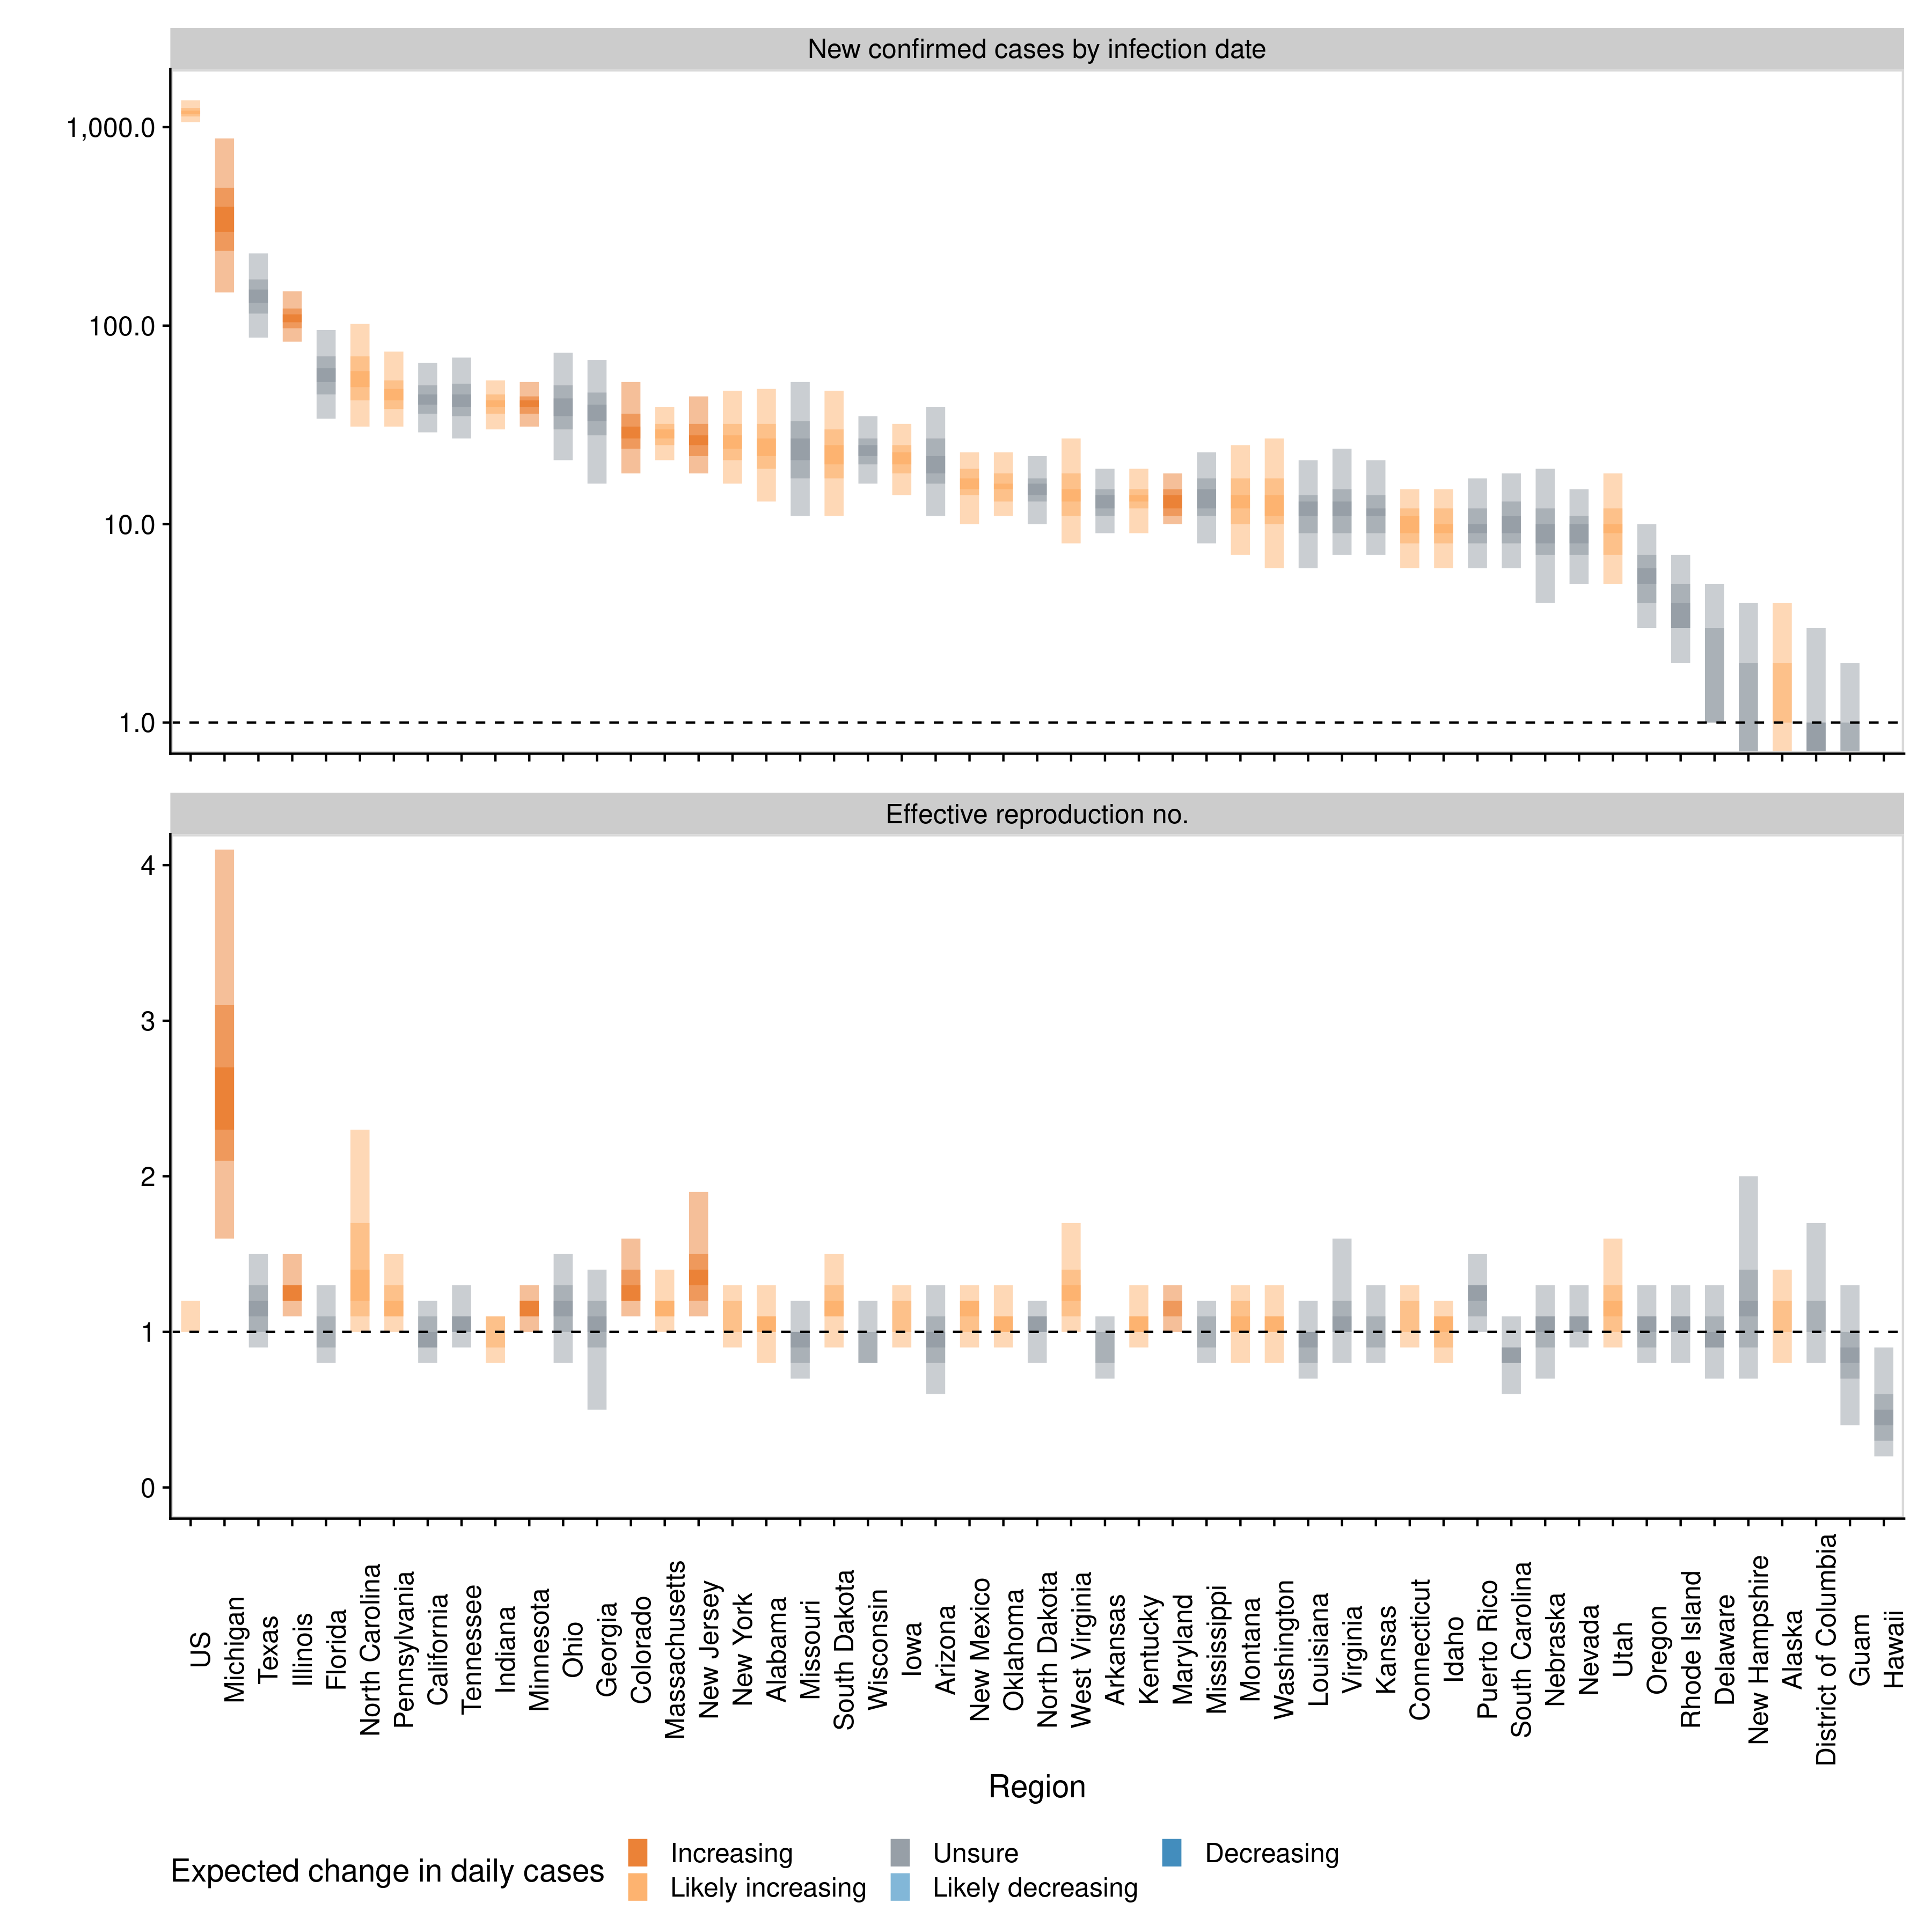 New confirmed cases by infection date
1,000.0
100.0
10.0
1.0
Effective reproduction no.
4
3
2
1
0
US
Michigan
Texas
Illinois
Florida
North Carolina
Pennsylvania
California
Tennessee
Indiana
Minnesota
Ohio
Georgia
Colorado
Massachusetts
New Jersey
New York
Alabama
Missouri
South Dakota
Wisconsin
Iowa
Arizona
New Mexico
Oklahoma
North Dakota
West Virginia
Arkansas
Kentucky
Maryland
Mississippi
Montana
Washington
Louisiana
Virginia
Kansas
Connecticut
Idaho
Puerto Rico
South Carolina
Nebraska
Nevada
Utah
Oregon
Rhode Island
Delaware
New Hampshire
Alaska
District of Columbia
Guam
Hawaii
Region
Expected change in daily cases
Increasing
Likely increasing
Unsure
Likely decreasing
Decreasing